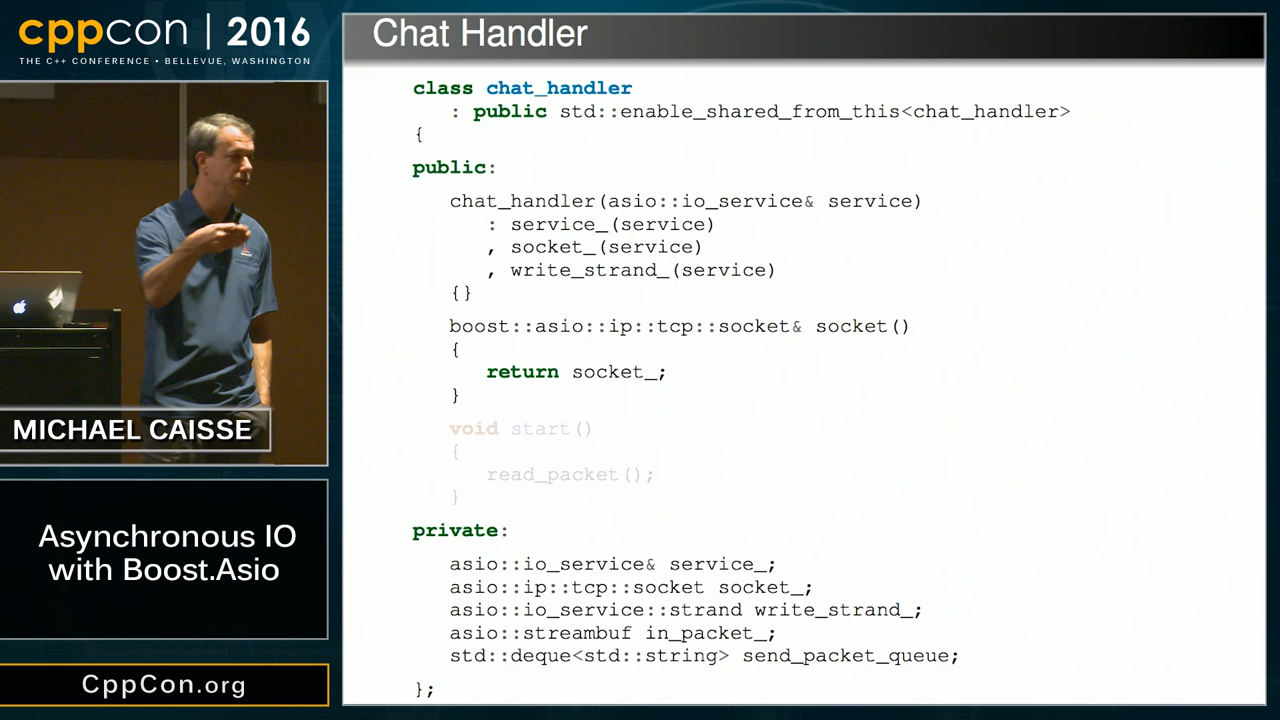 cppcon | 2016
THE C++ CONFERENCE • BELLEVUE, WASHINGTON
Chat Handler
class chat_handler
: public std::enable_shared_from_this<chat_handler>
{
public:
chat_handler(asio::io_service& service)
: service_(service)
, socket_(service)
, write_strand_(service)
{}
boost::asio::ip::tcp::socket& socket()
{
return socket_;
}
void start()
{
read_packet();
}
private:
asio::io_service& service_;
asio::ip::tcp::socket socket_;
asio::io_service::strand write_strand_;
asio::streambuf in_packet_;
std::deque<std::string> send_packet_queue;
};
MICHAEL CAISSE
Asynchronous IO
with Boost.Asio
CppCon.org